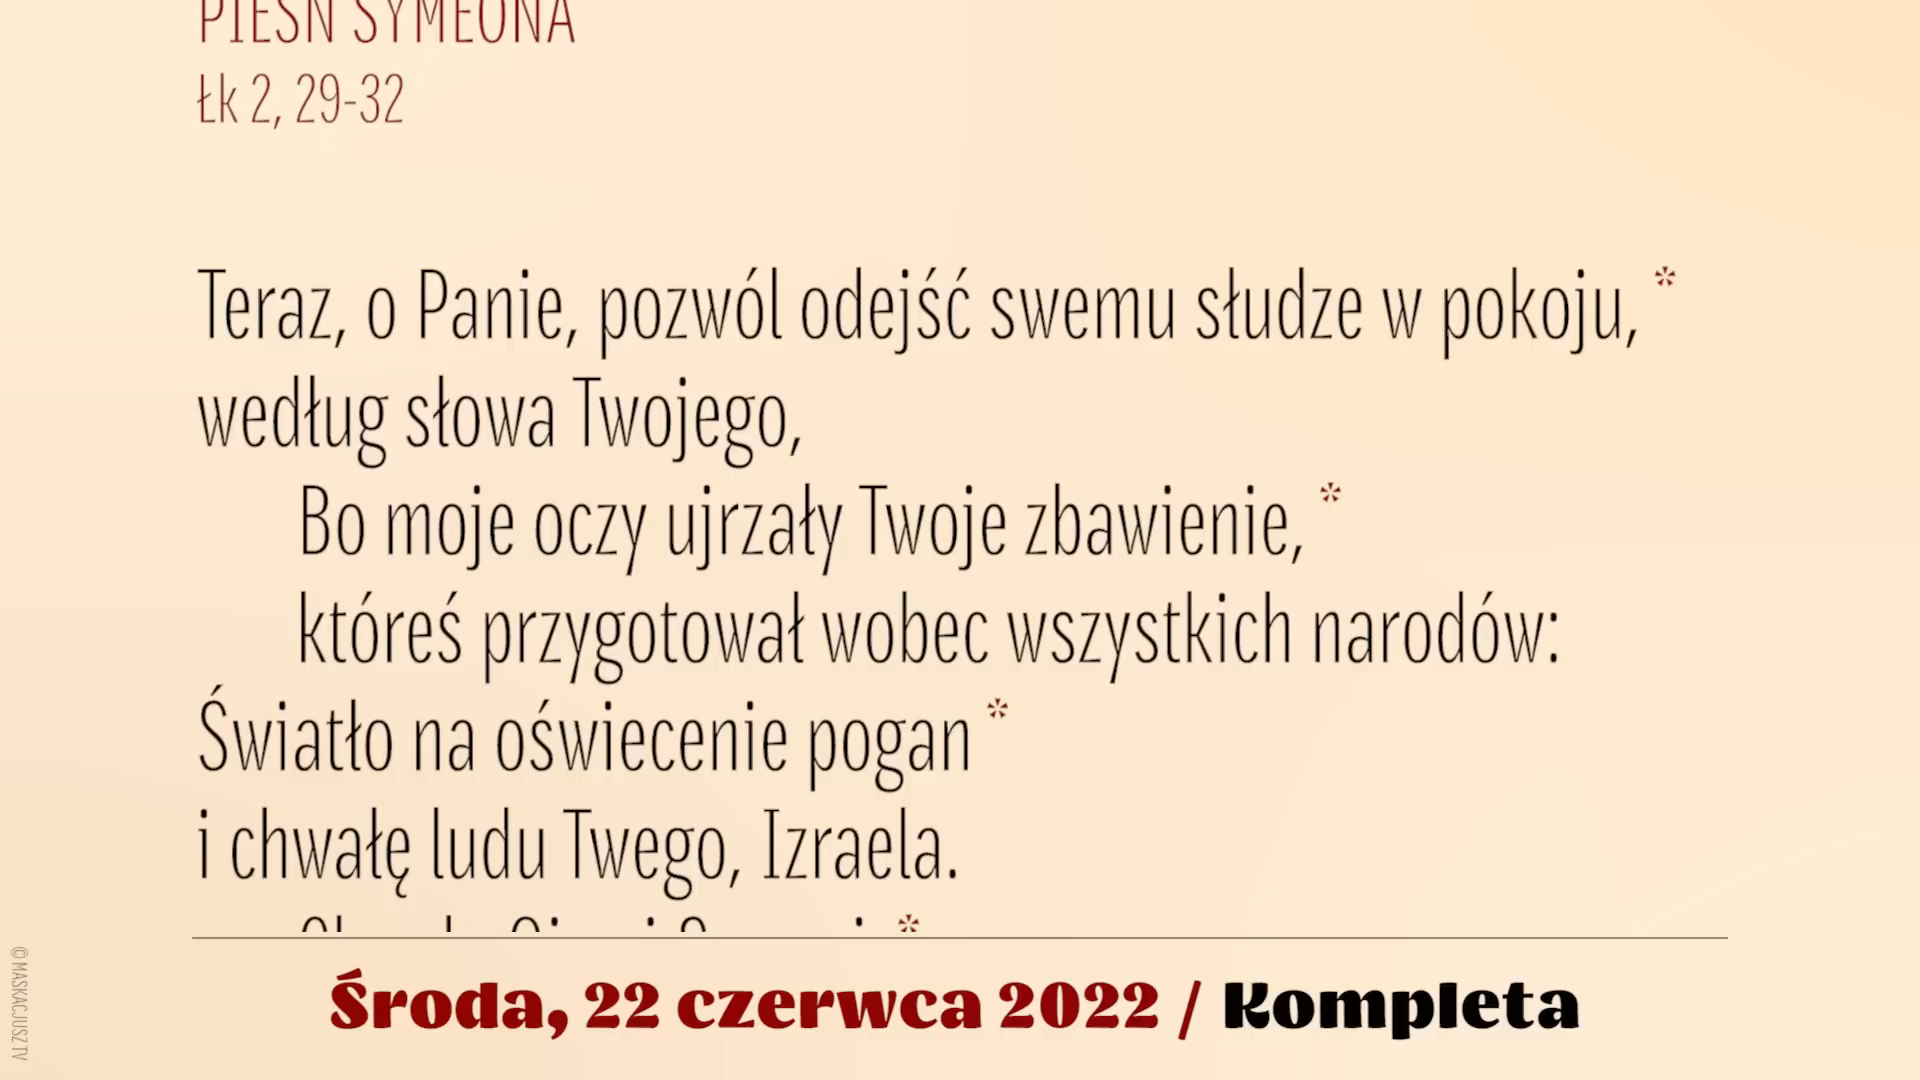 PIEŚŃ SYMEONA
Łk 2, 29-32
Teraz, o Panie, pozwól odejść swemu słudze w pokoju, *
według słowa Twojego,
Bo moje oczy ujrzały Twoje zbawienie, *
któreś przygotował wobec wszystkich narodów:
Światło na oświecenie pogan *
i chwałę ludu Twego, Izraela.
Środa, 22 czerwca 2022 / Kompleta
© MASKACJUSZ TV